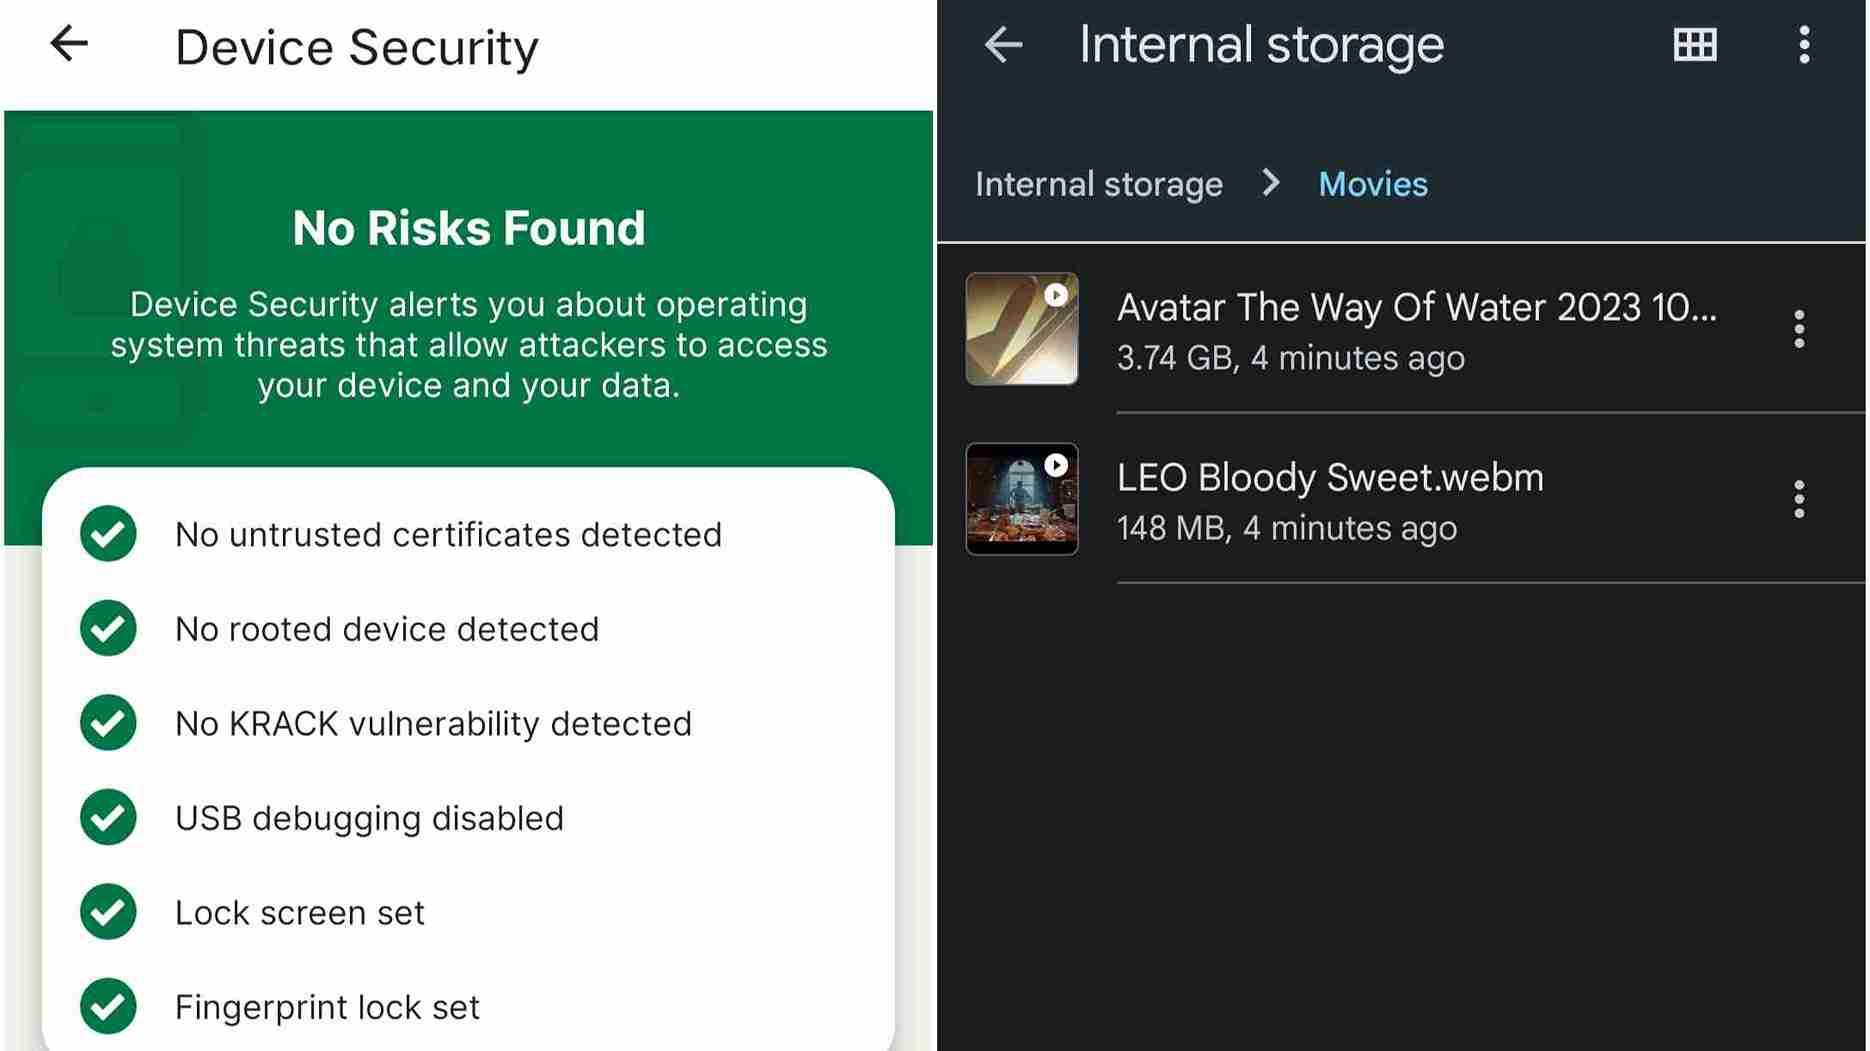 Device Security
No Risks Found
Device Security alerts you about operating
system threats that allow attackers to access
your device and your data.
No untrusted certificates detected
No rooted device detected
No KRACK vulnerability detected
USB debugging disabled
Lock screen set
Fingerprint lock set
Internal storage
Internal storage > Movies
Avatar The Way Of Water 2023 10...
3.74 GB, 4 minutes ago
LEO Bloody Sweet.webm
148 MB, 4 minutes ago